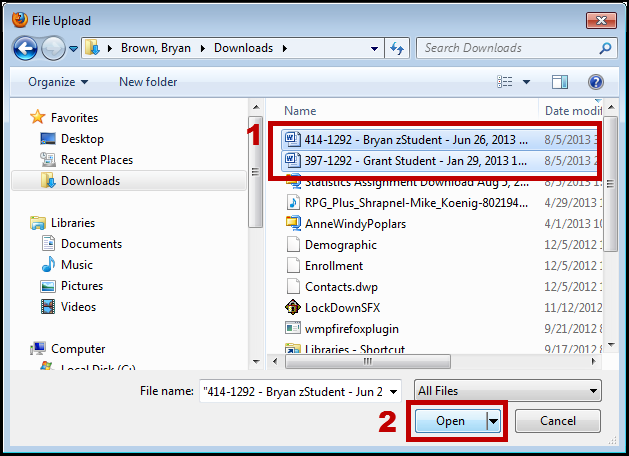 File Upload
Brown, Bryan Downloads
Search Downloads
Organize New folder
Name Date modif
Favorites
Desktop
Recent Places
Downloads
Libraries
Documents
Music
Pictures
Videos
Computer
Local Disk (C:)
1
414-1292 - Bryan zStudent - Jun 26, 2013 ... 8/5/2013 3
397-1292 - Grant Student - Jan 29, 2013 1... 8/5/2013 2
Statistics Assignment Download Aug 5, 2... 8/5/2013 1
RPG_Plus_Shrapnel-Mike_Koenig-802194... 4/29/2013 1
AnneWindyPoplars 4/1/2013 10
Demographic 12/5/2012 1
Enrollment 12/5/2012 1
Contacts.dwp 12/5/2012 1
LockDownSFX 11/12/2012
wmpfirefoxplugin 9/21/2012 8
Libraries - Shortcut 9/17/2012 8
File name: "414-1292 - Bryan zStudent - Jun 2 All Files
2 Open Cancel